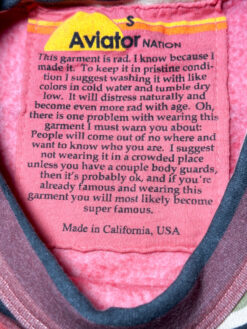 S
Aviator NATION
This garment is rad. I know because I
made it. To keep it in pristine condi-
tion I suggest washing it with like
colors in cold water and tumble dry
low. It will distress naturally and
become even more rad with age. Oh,
there is one problem with wearing this
garment I must warn you about:
People will come out of no where and
want to know who you are. I suggest
not wearing it in a crowded place
unless you have a couple body guards,
then it's probably ok, and if you're
already famous and wearing this
garment you will most likely become
super famous.
Made in California, USA